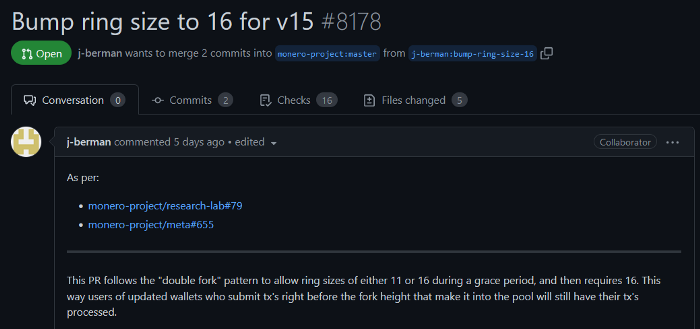 Bump ring size to 16 for v15 #8178
Open j-berman wants to merge 2 commits into monero-project:master from j-berman:bump-ring-size-16
Conversation 0 Commits 2 Checks 16 Files changed 5
j-berman commented 5 days ago • edited Collaborator ...
As per:
• monero-project/research-lab#79
• monero-project/meta#655
This PR follows the "double fork" pattern to allow ring sizes of either 11 or 16 during a grace period, and then requires 16. This
way users of updated wallets who submit tx's right before the fork height that make it into the pool will still have their tx's
processed.